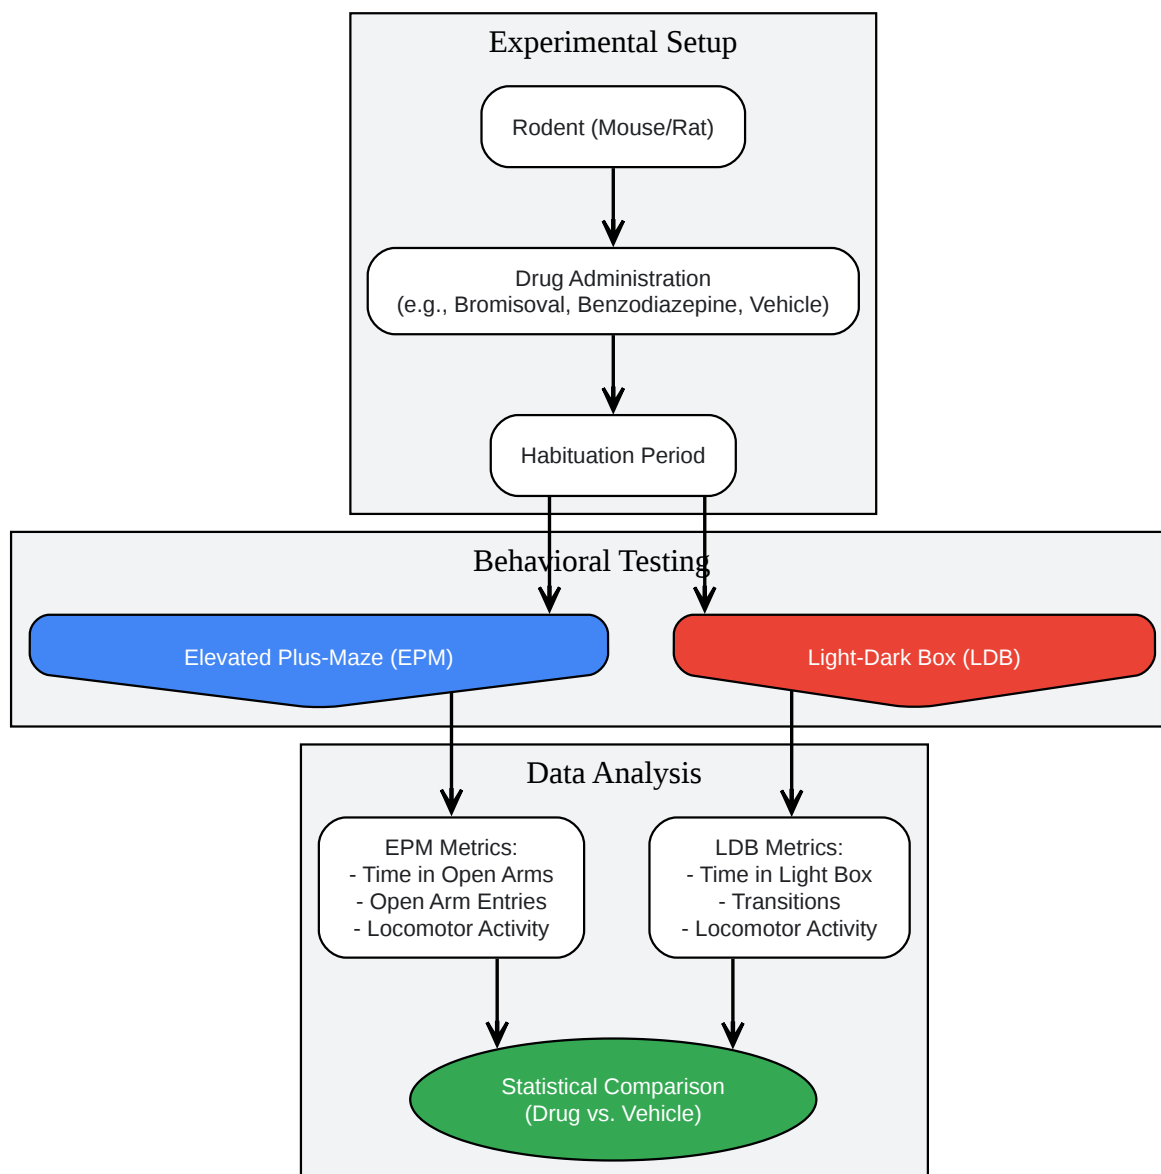 Experimental Setup
Rodent (Mouse/Rat)
Drug Administration
(e.g., Bromisoval, Benzodiazepine, Vehicle)
Habituation Period
Behavioral Testing
Elevated Plus-Maze (EPM)
Light-Dark Box (LDB)
Data Analysis
EPM Metrics:
- Time in Open Arms
- Open Arm Entries
- Locomotor Activity
LDB Metrics:
- Time in Light Box
- Transitions
- Locomotor Activity
Statistical Comparison
(Drug vs. Vehicle)